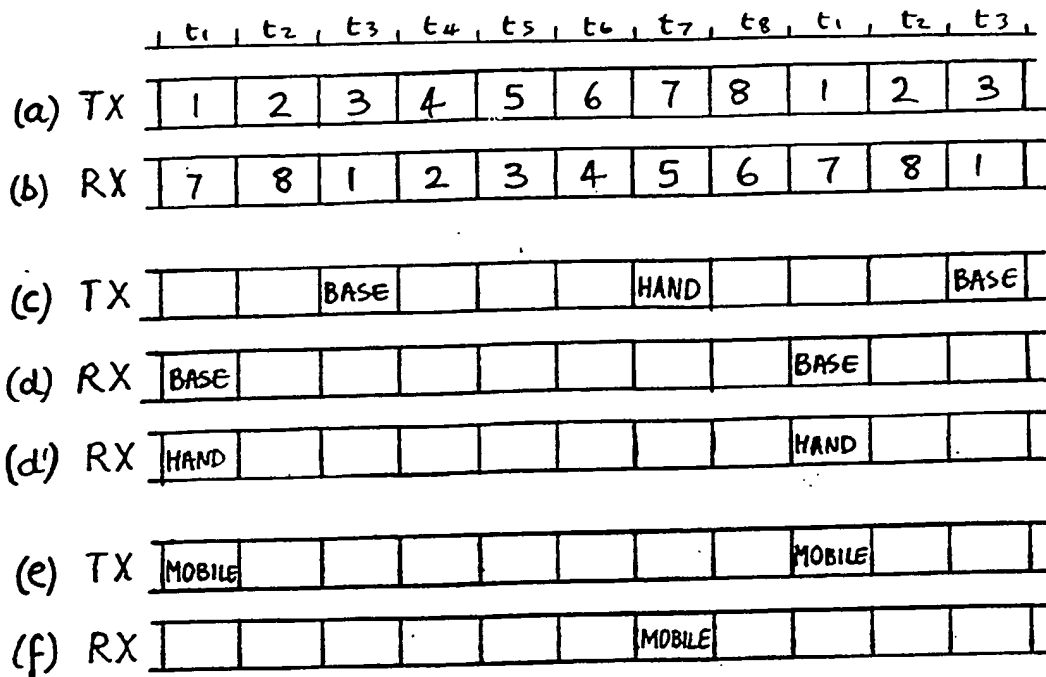 t1 t2 t3 t4 t5 t6 t7 t8 t1 t2 t3
(a) TX 1 2 3 4 5 6 7 8 1 2 3
(b) RX 7 8 1 2 3 4 5 6 7 8 1
(c) TX BASE HAND BASE
(d) RX BASE BASE
(d') RX HAND HAND
(e) TX MOBILE MOBILE
(f) RX MOBILE